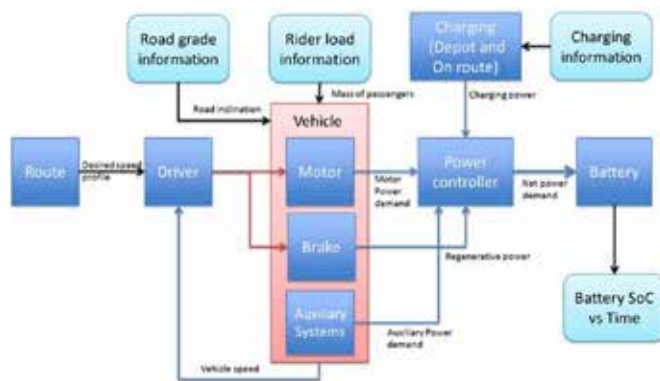 Road grade
information
Rider load
information
Charging
(Depot and
On route)
Charging
information
Road inclination
Mass of passengers
Charging power
Vehicle
Route
Desired speed
profile
Driver
Motor
Motor
Power
demand
Power
controller
Net power
demand
Battery
Brake
Regenerative power
Auxiliary
Systems
Auxiliary Power
demand
Vehicle speed
Battery SoC
vs Time